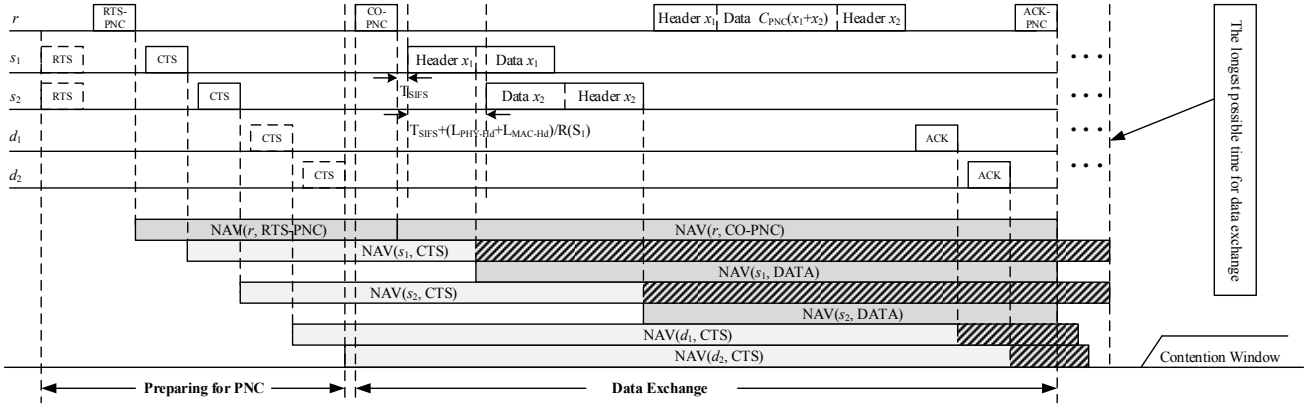 r
RTS-
PNC
CO-
PNC
Header x1
Data CPNC(x1+x2)
Header x2
ACK-
PNC
s1
RTS
CTS
Header x1
Data x1
TSIFS
s2
RTS
CTS
Data x2
Header x2
TSIFS+(LPHY-Hd+LMAC-Hd)/R(S1)
d1
CTS
ACK
d2
CTS
ACK
The longest possible time for
data exchange
NAV(r, RTS-PNC)
NAV(r, CO-PNC)
NAV(s1, CTS)
NAV(s1, DATA)
NAV(s2, CTS)
NAV(s2, DATA)
NAV(d1, CTS)
NAV(d2, CTS)
Contention Window
Preparing for PNC
Data Exchange